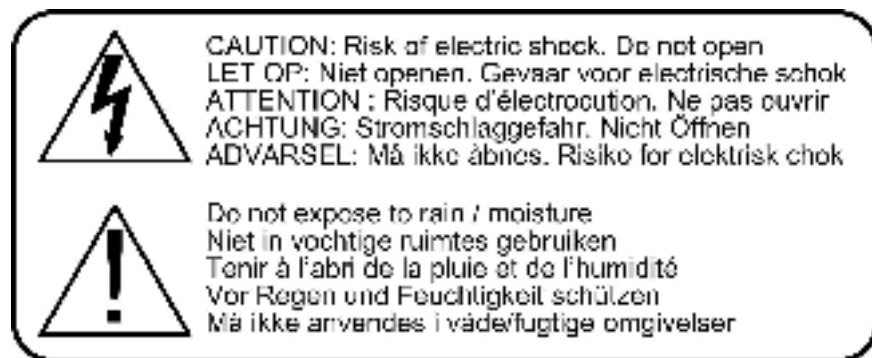 CAUTION: Risk of electric shock. Do not open
LET OP: Niet openen. Gevaar voor electrische schok
ATTENTION : Risque d'électrocution. Ne pas ouvrir
ACHTUNG: Stromschlaggefahr. Nicht Öffnen
ADVARSEL: Må ikke åbnes. Risiko for elektrisk chok
Do not expose to rain / moisture
Niet in vochtige ruimtes gebruiken
Tenir à l'abri de la pluie et de l'humidité
Vor Regen und Feuchtigkeit schützen
Må ikke anvendes i våde/fugtige omgivelser